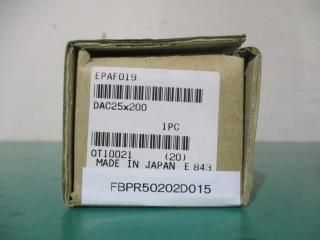 EPAF019
DAC25x200
1PC
OT10021 (20)
MADE IN JAPAN E 843
FBPR50202D015